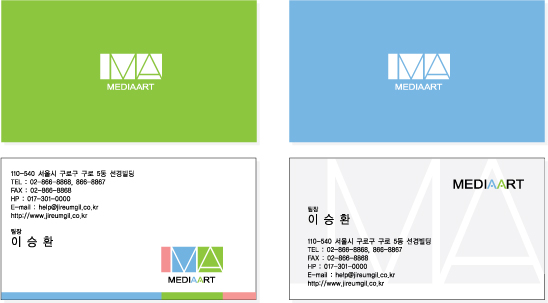 MA
MEDIAART
MA
MEDIAART
110-540 서울시 구로구 구로 5동 선경빌딩
TEL : 02-866-8868, 866-8867
FAX : 02-866-8868
HP : 017-301-0000
E-mail : help@jireumgil.co.kr
http://www.jireumgil.co.kr
팀장
이 승 환
MA
MEDIAART
MEDIAART
팀장
이 승 환
110-540 서울시 구로구 구로 5동 선경빌딩
TEL : 02-866-8868, 866-8867
FAX : 02-866-8868
HP : 017-301-0000
E-mail : help@jireumgil.co.kr
http://www.jireumgil.co.kr
MA